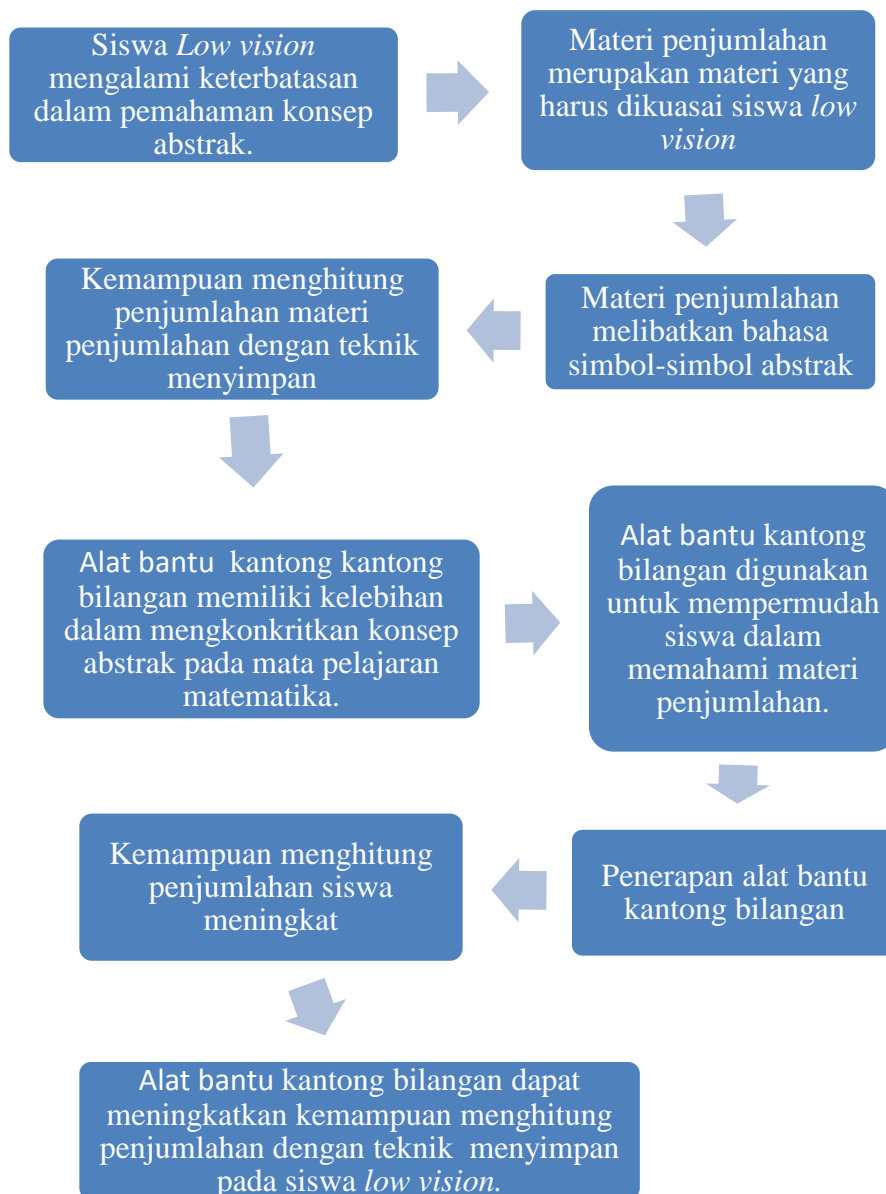 Siswa Low vision
mengalami keterbatasan
dalam pemahaman konsep
abstrak.
Materi penjumlahan
merupakan materi yang
harus dikuasai siswa low
vision
Materi penjumlahan
melibatkan bahasa
simbol-simbol abstrak
Kemampuan menghitung
penjumlahan materi
penjumlahan dengan teknik
menyimpan
Alat bantu kantong kantong
bilangan memiliki kelebihan
dalam mengkonkritkan konsep
abstrak pada mata pelajaran
matematika.
Alat bantu kantong
bilangan digunakan
untuk mempermudah
siswa dalam
memahami materi
penjumlahan.
Penerapan alat bantu
kantong bilangan
Kemampuan menghitung
penjumlahan siswa
meningkat
Alat bantu kantong bilangan dapat
meningkatkan kemampuan menghitung
penjumlahan dengan teknik menyimpan
pada siswa low vision.